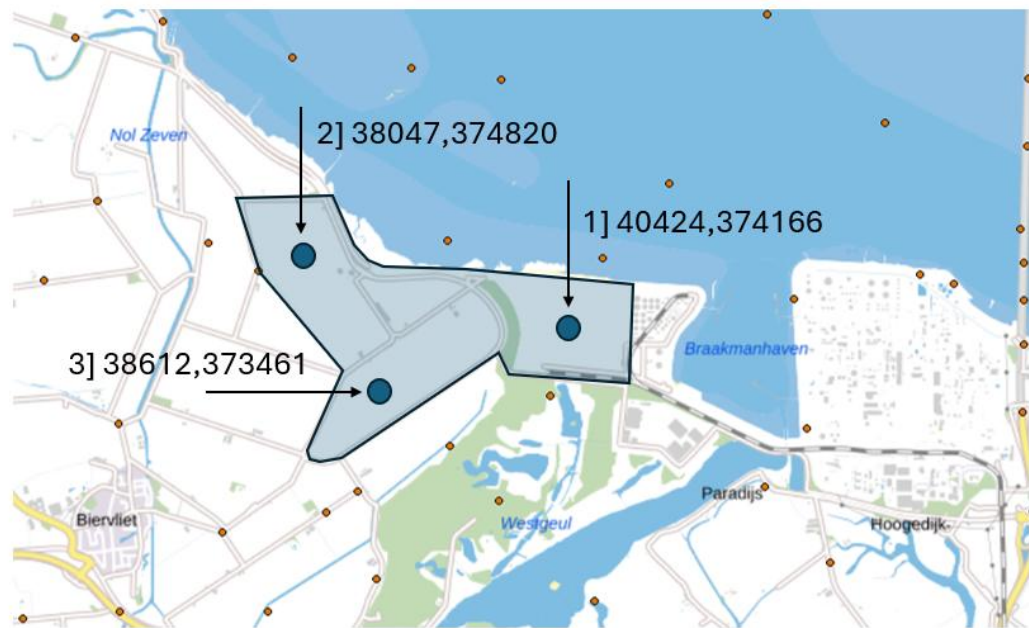 Nol Zeven
2] 38047,374820
1] 40424,374166
Braakmanhaven
3] 38612,373461
Paradijs
Biervliet
Westgeul
Hoogedijk